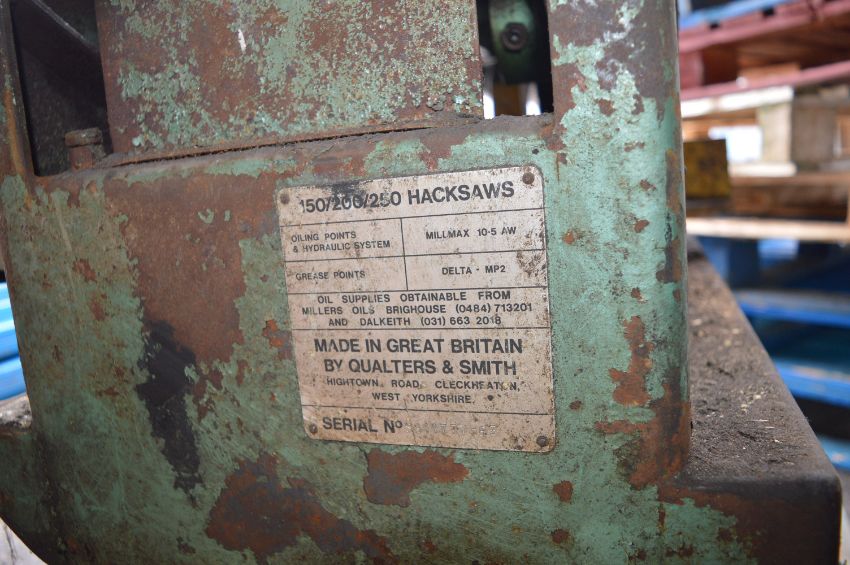 150/200/250 HACKSAWS
OILING POINTS
& HYDRAULIC SYSTEM
MILLMAX 10·5 AW
GREASE POINTS
DELTA - MP2
OIL SUPPLIES OBTAINABLE FROM
MILLERS OILS BRIGHOUSE (0484) 713201
AND DALKEITH (031) 663 2018
MADE IN GREAT BRITAIN
BY QUALTERS & SMITH
HIGHTOWN ROAD, CLECKHEATON,
WEST YORKSHIRE.
SERIAL Nº